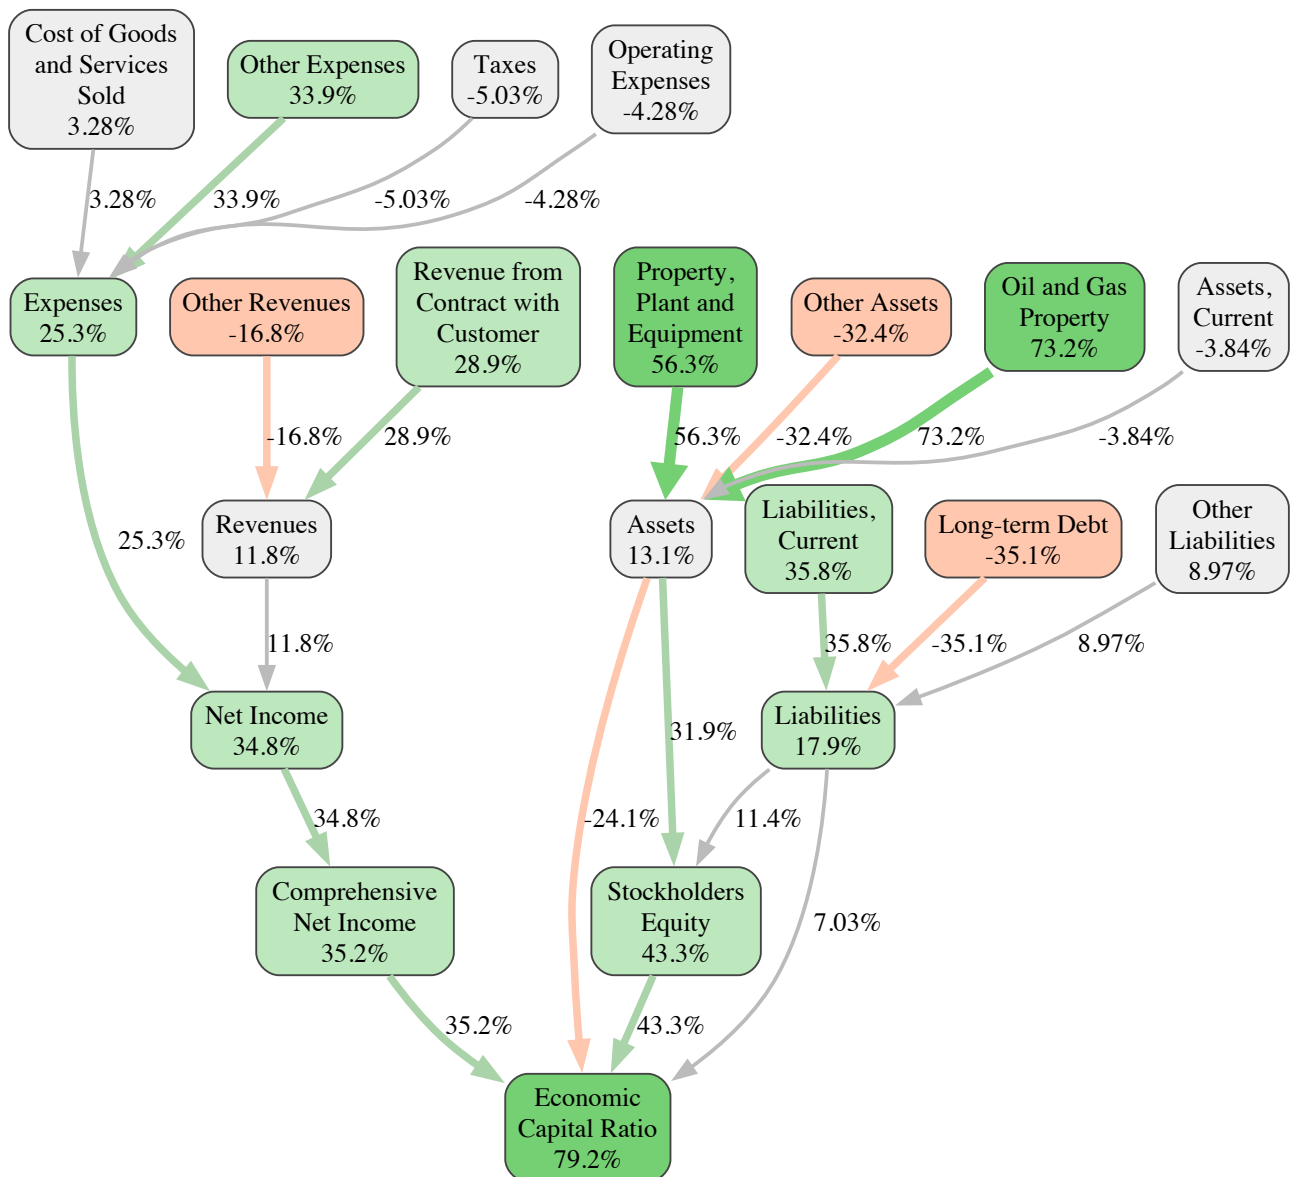 Cost of Goods
and Services
Sold
3.28%
Other Expenses
33.9%
Taxes
-5.03%
Operating
Expenses
-4.28%
3.28%
33.9%
-5.03%
-4.28%
Expenses
25.3%
Other Revenues
-16.8%
Revenue from
Contract with
Customer
28.9%
Property,
Plant and
Equipment
56.3%
Other Assets
-32.4%
Oil and Gas
Property
73.2%
Assets,
Current
-3.84%
-16.8%
28.9%
56.3%
-32.4%
73.2%
-3.84%
25.3%
Revenues
11.8%
Assets
13.1%
Liabilities,
Current
35.8%
Long-term Debt
-35.1%
Other
Liabilities
8.97%
11.8%
35.8%
-35.1%
8.97%
Net Income
34.8%
31.9%
Liabilities
17.9%
34.8%
-24.1%
11.4%
Comprehensive
Net Income
35.2%
Stockholders
Equity
43.3%
7.03%
35.2%
43.3%
Economic
Capital Ratio
79.2%